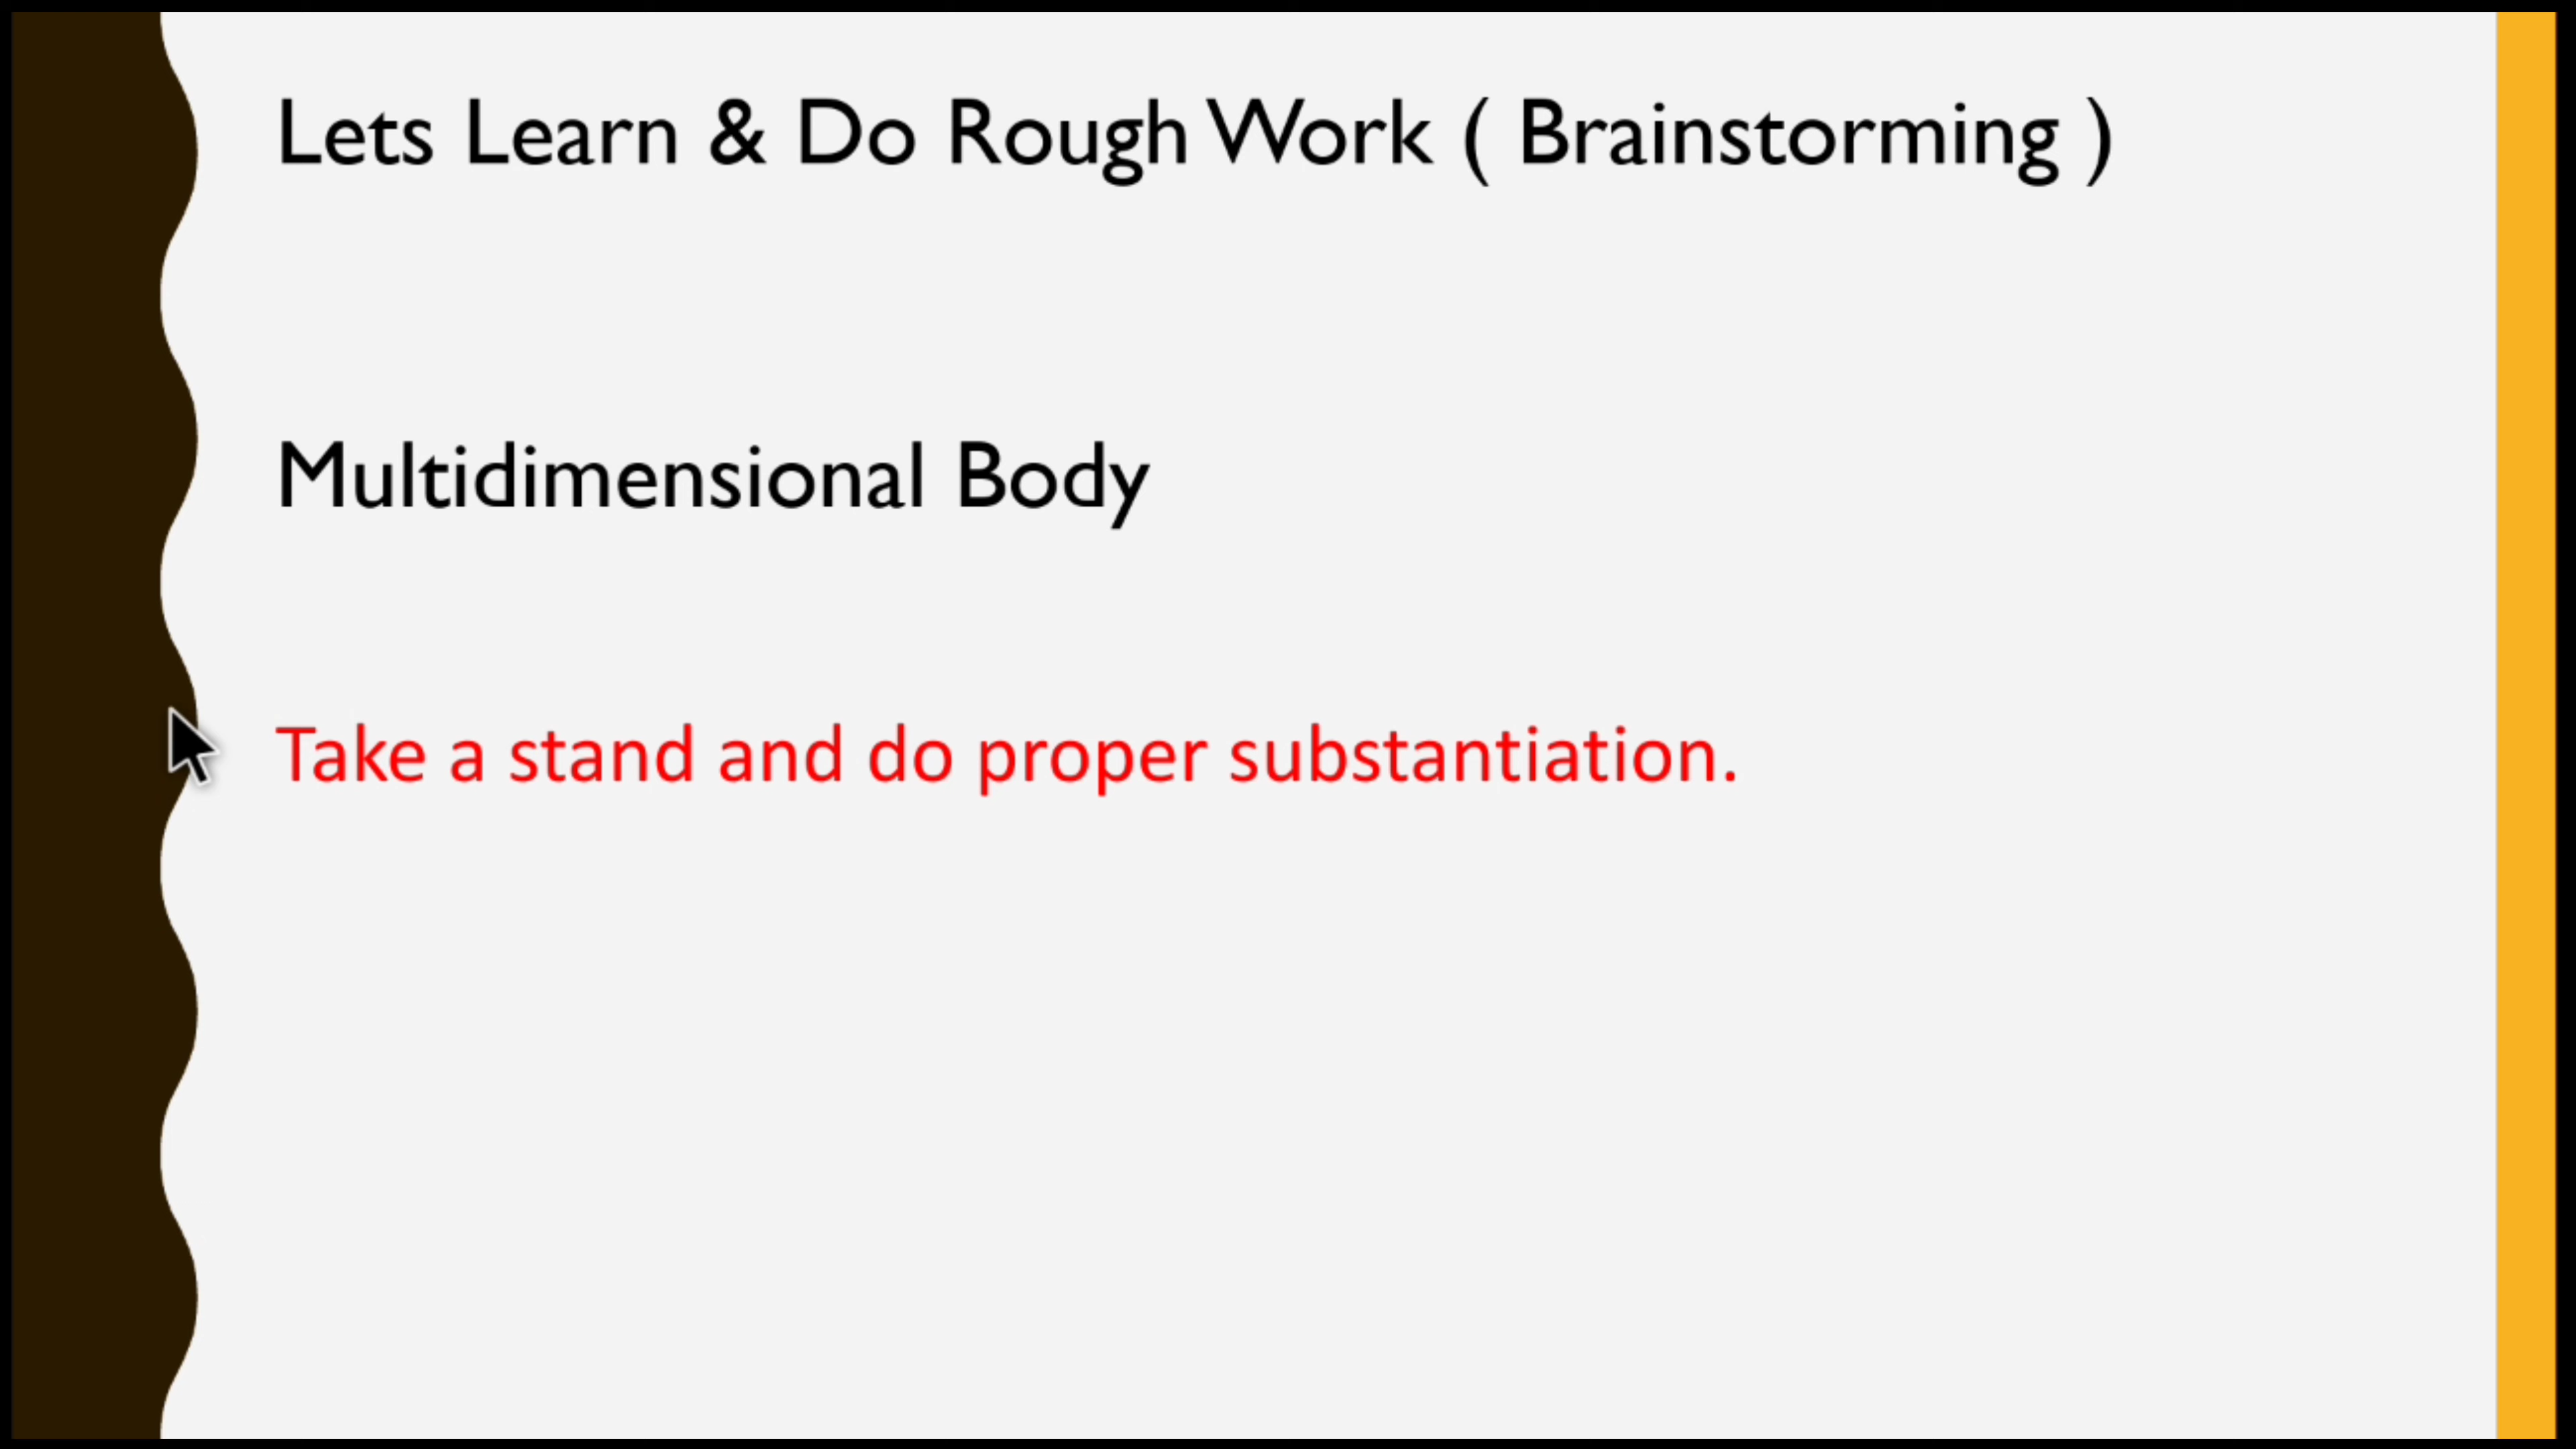 Lets Learn & Do Rough Work ( Brainstorming )
Multidimensional Body
Take a stand and do proper substantiation.